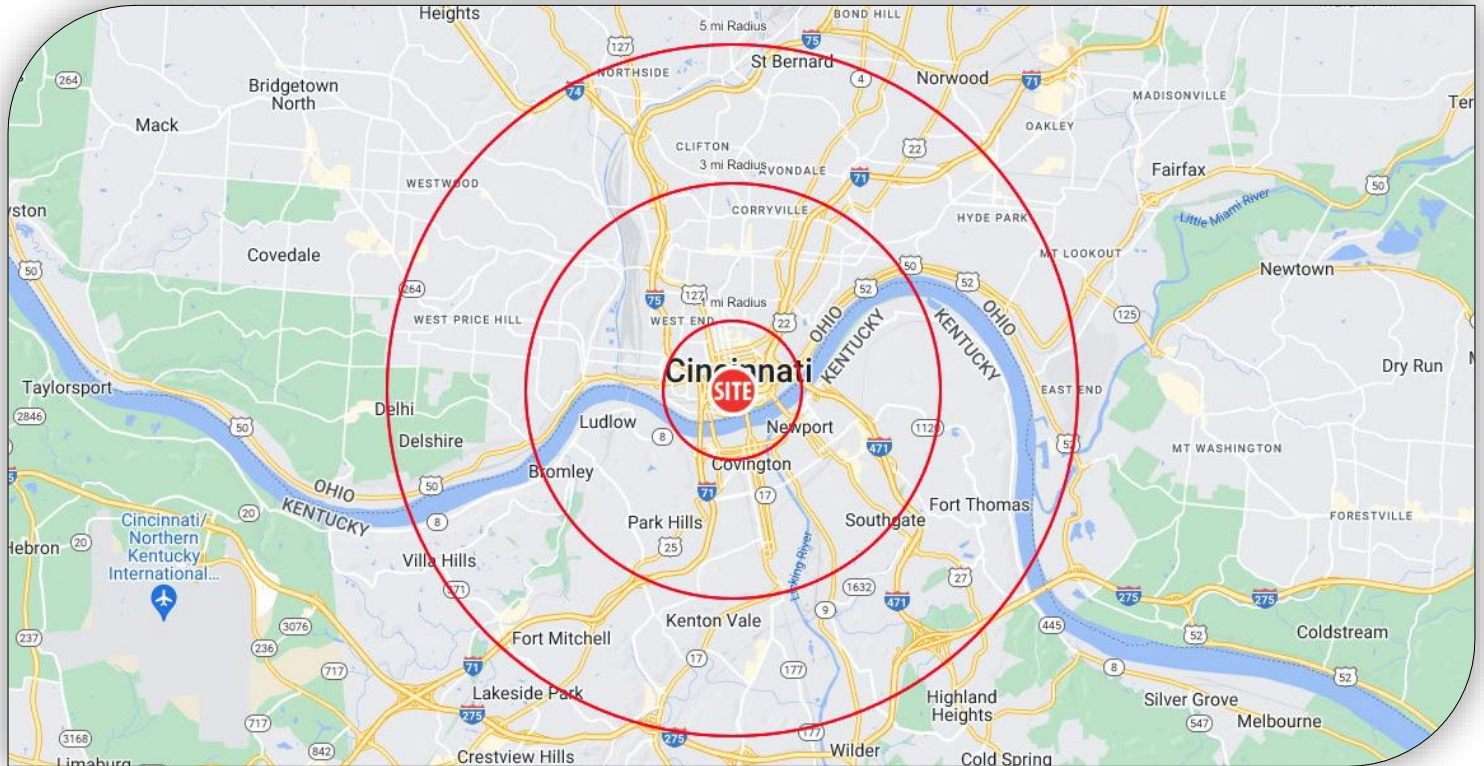 Heights
5 mi Radius
BOND HILL
127
75
264
NORTHSIDE
St Bernard
4
Norwood
71
Bridgetown
North
74
MADISONVILLE
Mack
OAKLEY
CLIFTON
22
3 mi Radius
AVONDALE
71
Fairfax
50
WESTWOOD
Little Miami River
CORRYVILLE
HYDE PARK
Covedale
MT LOOKOUT
50
50
Newtown
264
52
52
75
127
1 mi Radius
WEST PRICE HILL
WEST END
22
OHIO
KENTUCKY
OHIO
KENTUCKY
125
Cincinnati
SITE
Dry Run
Taylorsport
EAST END
2846
Delhi
Ludlow
50
Delshire
8
Newport
1120
471
52
MT WASHINGTON
Covington
Bromley
OHIO
50
71
17
KENTUCKY
20
8
Park Hills
Southgate
Fort Thomas
FORESTVILLE
Cincinnati/
Northern
Kentucky
International...
Hebron
20
25
Villa Hills
Licking River
371
1632
27
275
275
471
9
3076
Kenton Vale
445
52
237
236
Fort Mitchell
Coldstream
717
71
17
177
8
52
Lakeside Park
Highland
Heights
Silver Grove
275
717
547
Melbourne
3168
842
275
177
Crestview Hills
Wilder
Cold Spring
Limaburg